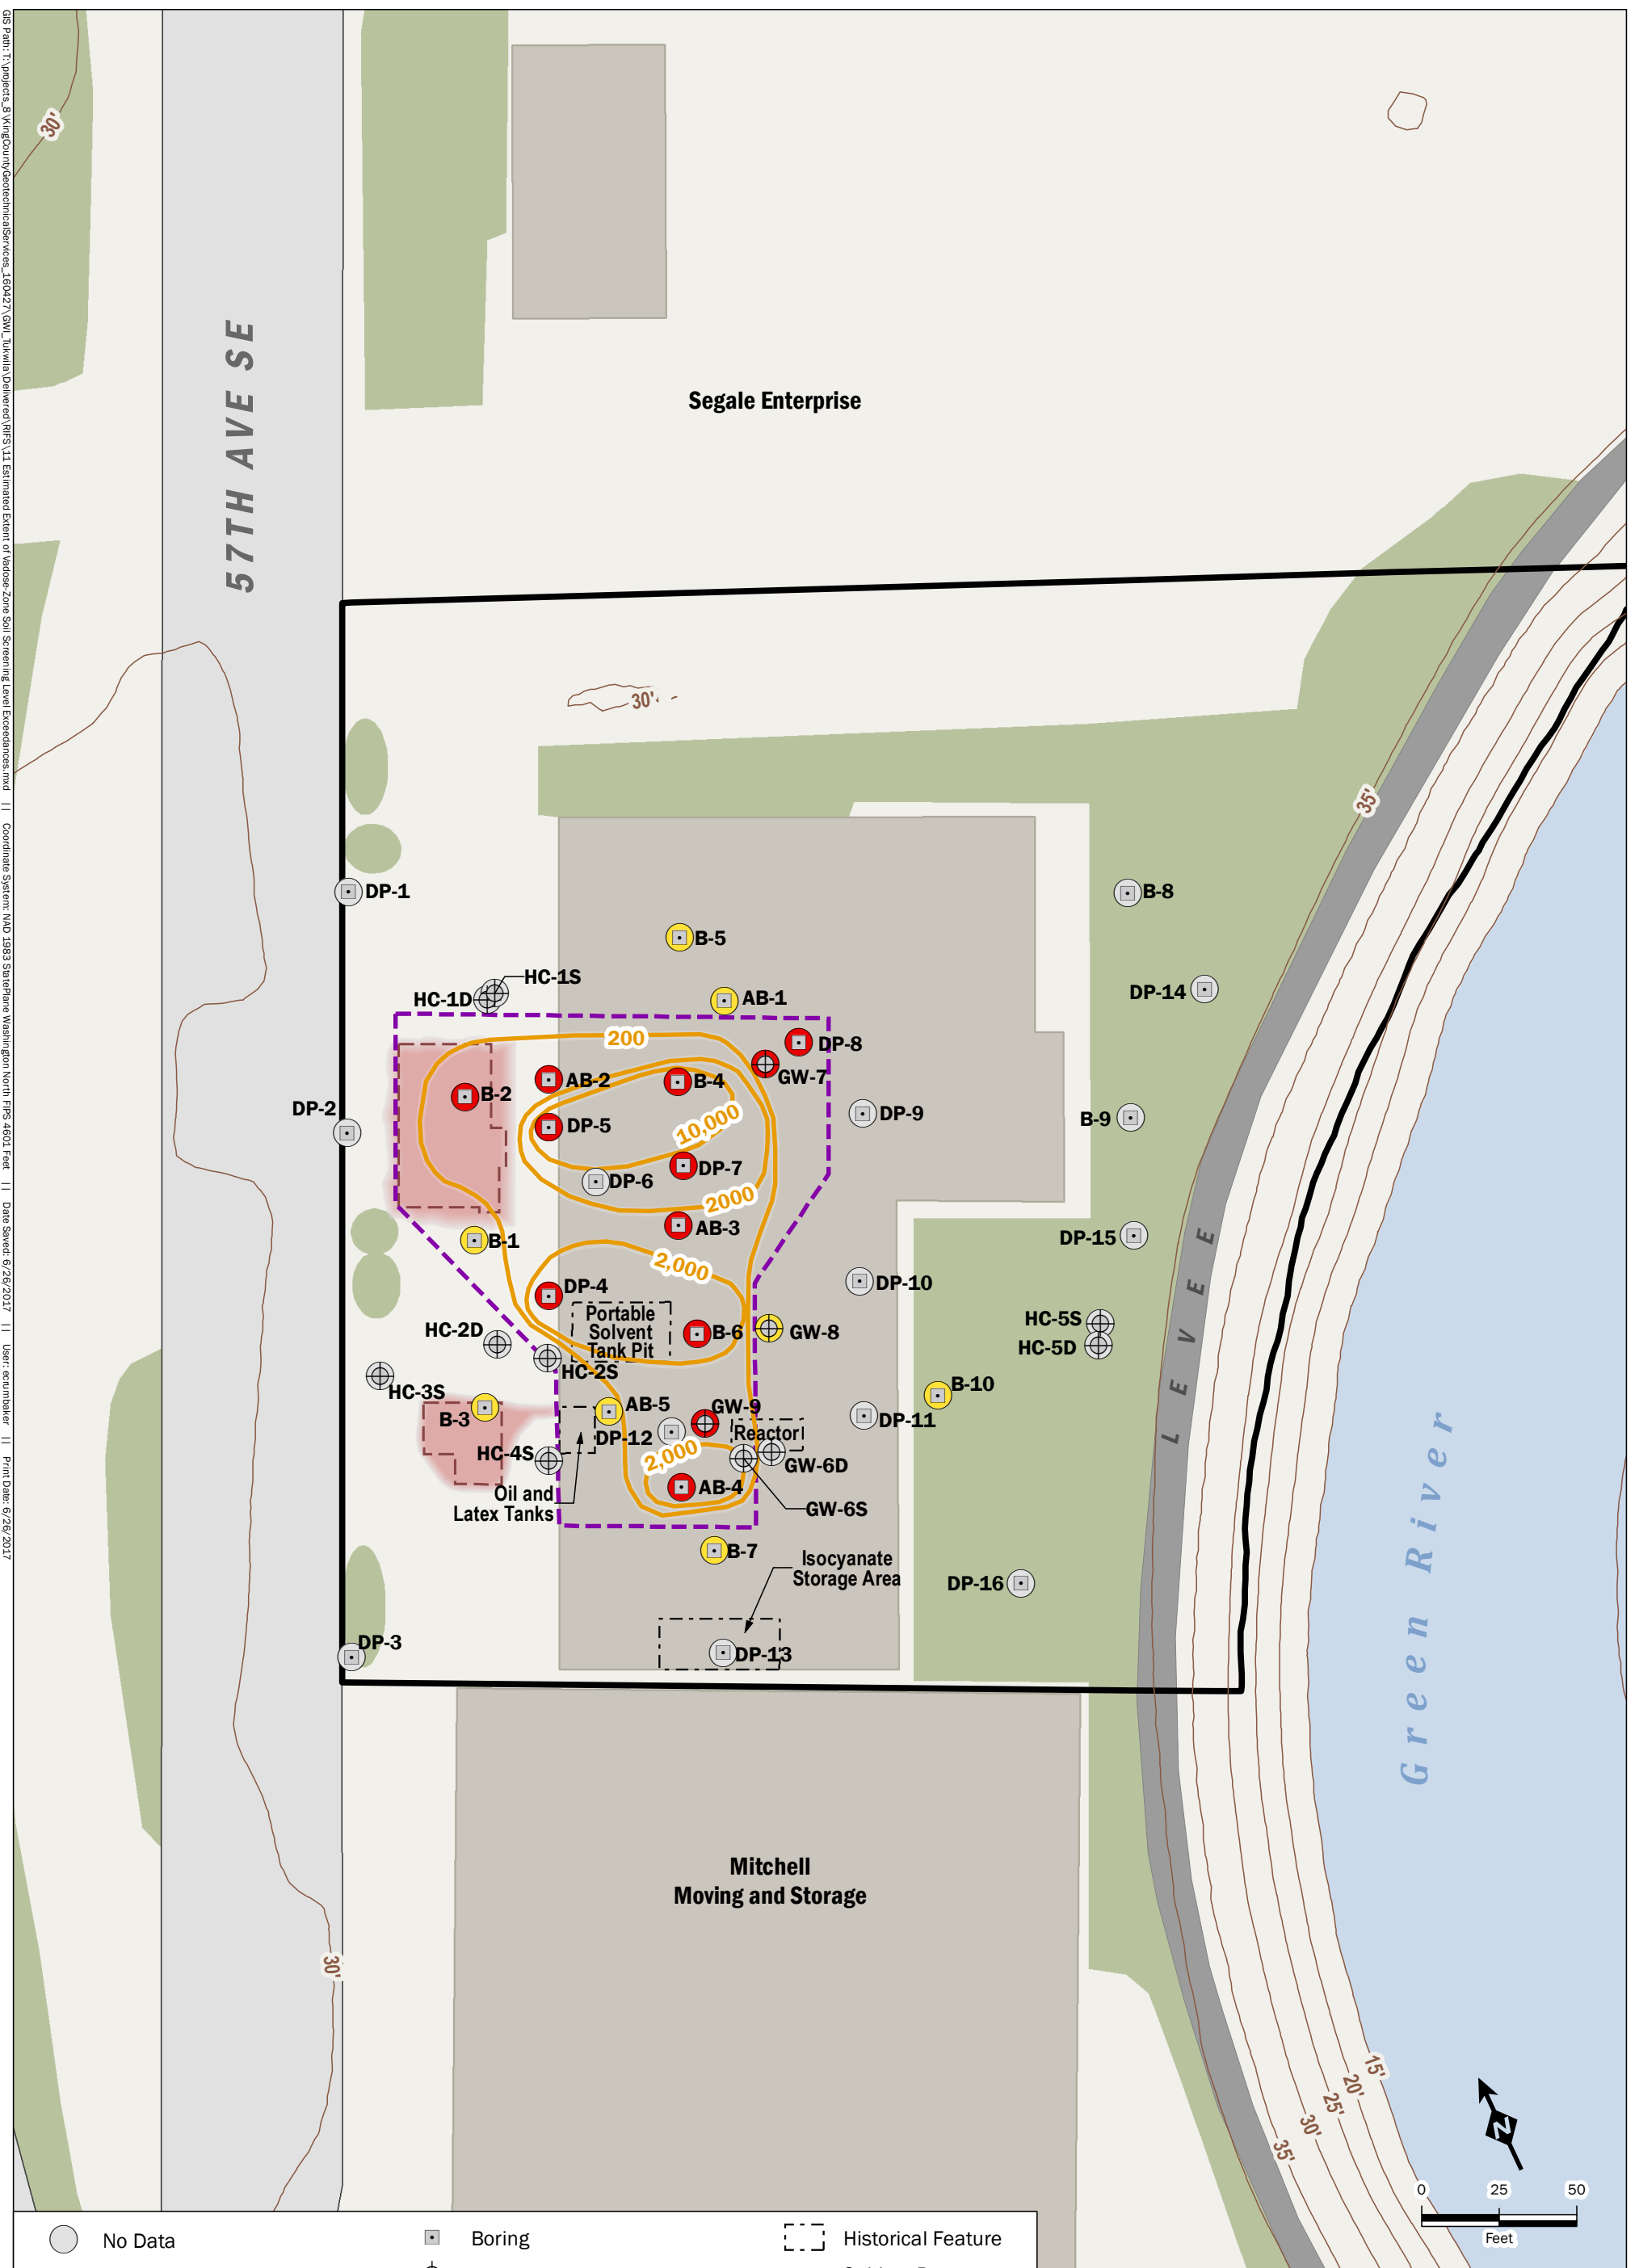 GIS Path: T:\projects_8\KingCountyGeotechnicalServices_160427\GWI_Tukwila\Delivered\RIFS\11 Estimated Extent of Vadose-Zone Soil Screening Level Exceedances.mxd || Coordinate System: NAD 1983 StatePlane Washington North FIPS 4601 Feet || Date Saved: 6/26/2017 || User: ecrumbaker || Print Date: 6/26/2017
30'
57TH AVE SE
Segale Enterprise
30'
35'
DP-1
B-8
B-5
HC-1S
HC-1D
AB-1
DP-14
200
DP-8
GW-7
AB-2
B-4
B-2
DP-2
DP-5
10,000
DP-9
B-9
DP-7
DP-6
2000
AB-3
B-1
DP-15
2,000
DP-10
DP-4
Portable
Solvent
Tank Pit
B-6
GW-8
HC-5S
HC-5D
HC-2D
HC-2S
HC-3S
B-10
B-3
AB-5
GW-9
DP-11
DP-12
Reactor
HC-4S
2,000
GW-6D
AB-4
Oil and
Latex Tanks
GW-6S
B-7
Isocyanate
Storage Area
DP-16
DP-3
DP-13
LEVEE
Green River
Mitchell
Moving and Storage
30'
15'
20'
25'
30'
35'
N
0 25 50
Feet
No Data
Boring
Historical Feature